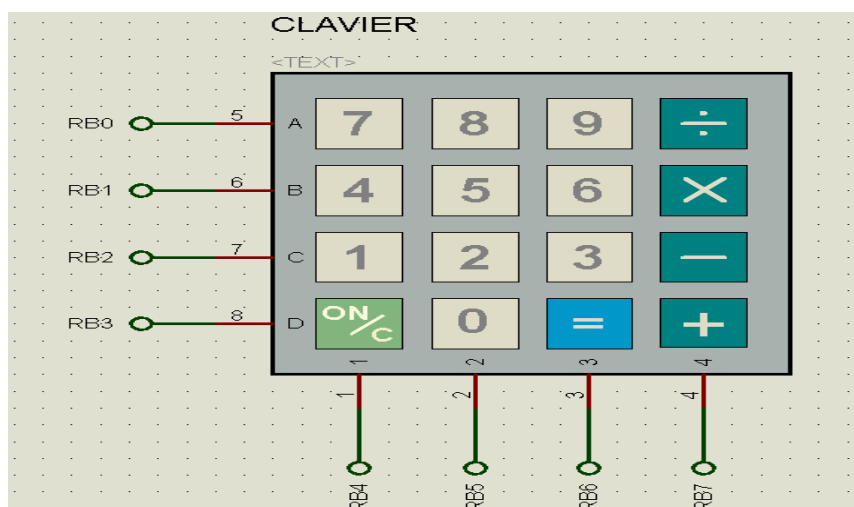 CLAVIER
<TEXT>
RB0 5 A 7 8 9 ÷
RB1 6 B 4 5 6 ×
RB2 7 C 1 2 3 −
RB3 8 D ON/C 0 = +
1 2 3 4
1 2 3 4
RB4 RB5 RB6 RB7